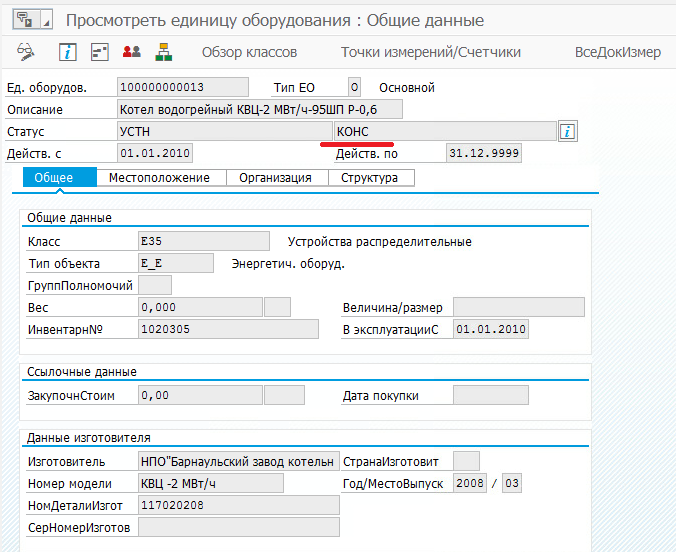 Просмотреть единицу оборудования : Общие данные
Обзор классов Точки измерений/Счетчики ВсеДокИзмер
Ед. оборудов. 100000000013 Тип ЕО О Основной
Описание Котел водогрейный КВЦ-2 МВт/ч-95ШП Р-0,6
Статус УСТН КОНС
Действ. с 01.01.2010 Действ. по 31.12.9999
Общее Местоположение Организация Структура
Общие данные
Класс Е35 Устройства распределительные
Тип объекта Е_Е Энергетич. оборуд.
ГруппПолномочий
Вес 0,000 Величина/размер
Инвентарн№ 1020305 В эксплуатацииС 01.01.2010
Ссылочные данные
ЗакупочнСтоим 0,00 Дата покупки
Данные изготовителя
Изготовитель НПО"Барнаульский завод котельн СтранаИзготовит
Номер модели КВЦ -2 МВт/ч Год/МестоВыпуск 2008 / 03
НомДеталиИзгот 117020208
СерНомерИзготов